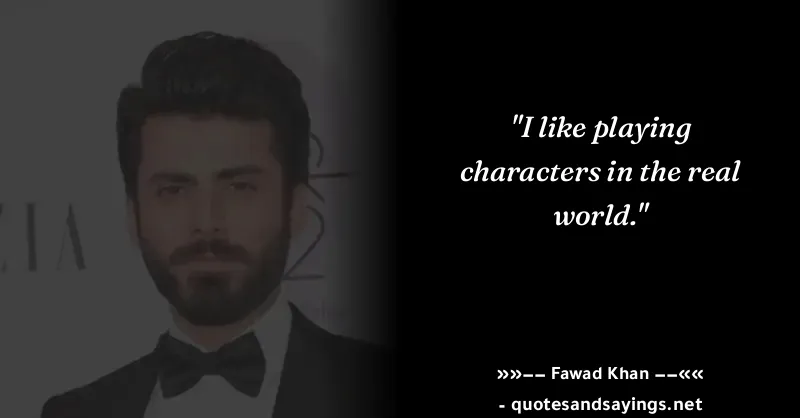 "I like playing
characters in the real
world."
»»−− Fawad Khan −−««
- quotesandsayings.net